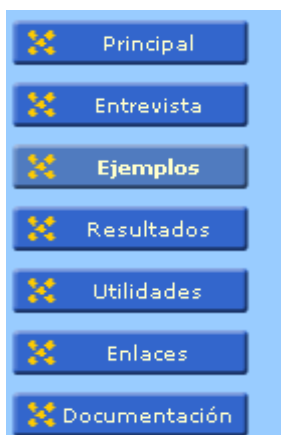 Principal
Entrevista
Ejemplos
Resultados
Utilidades
Enlaces
Documentación